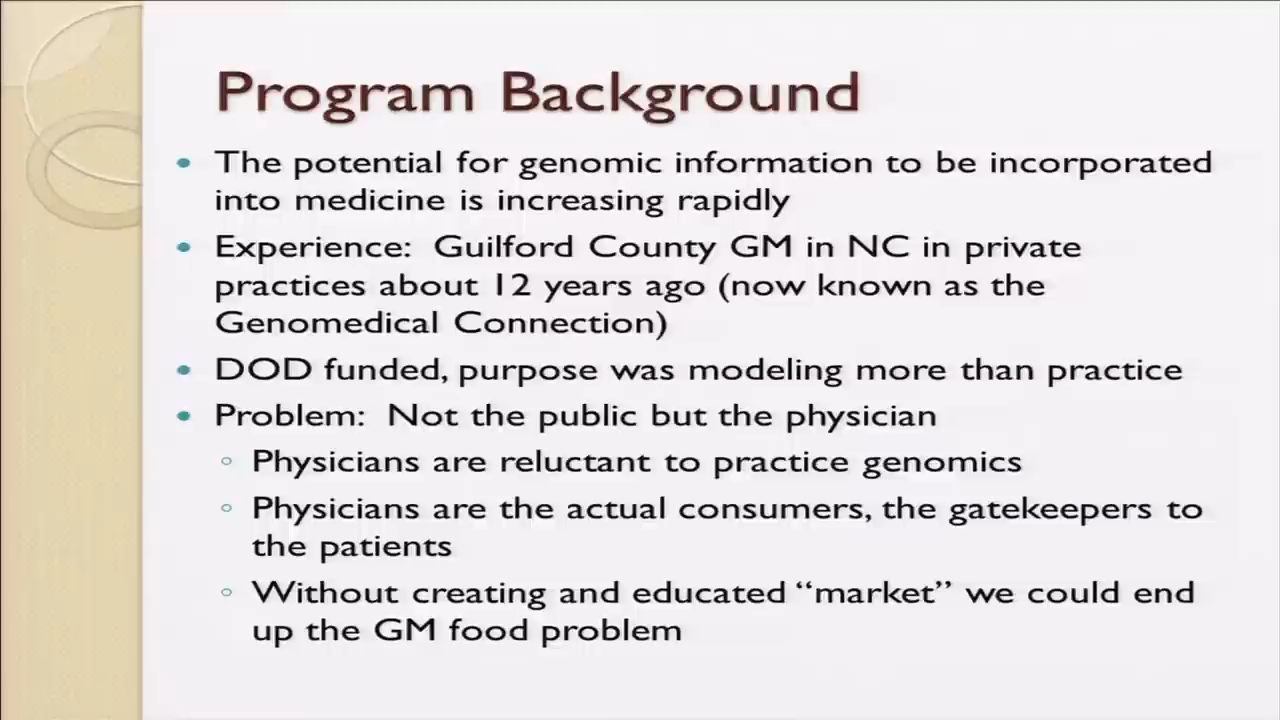 Program Background
• The potential for genomic information to be incorporated
into medicine is increasing rapidly
• Experience: Guilford County GM in NC in private
practices about 12 years ago (now known as the
Genomedical Connection)
• DOD funded, purpose was modeling more than practice
• Problem: Not the public but the physician
◦ Physicians are reluctant to practice genomics
◦ Physicians are the actual consumers, the gatekeepers to
the patients
◦ Without creating and educated “market” we could end
up the GM food problem